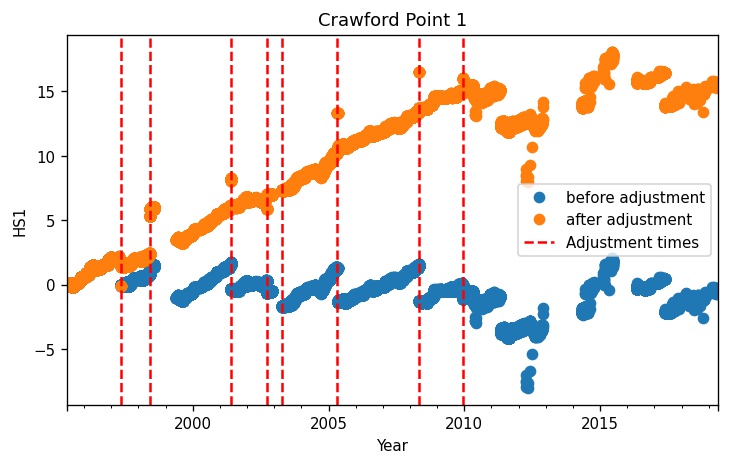 Crawford Point 1
HS1
15
10
5
0
−5
before adjustment
after adjustment
Adjustment times
2000
2005
2010
2015
Year